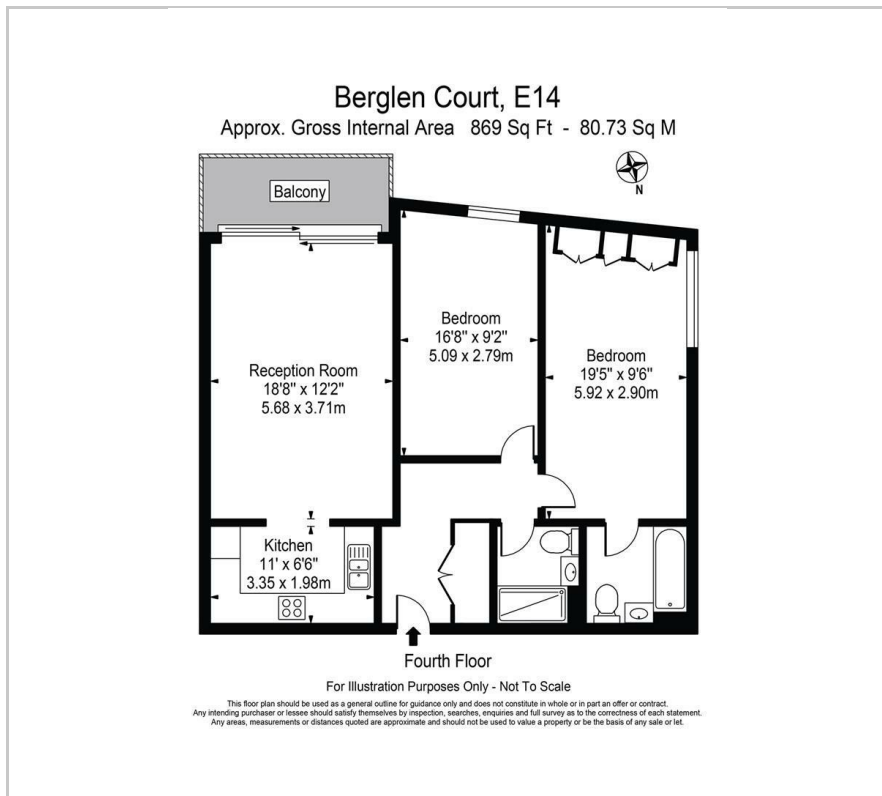 Berglen Court, E14
Approx. Gross Internal Area 869 Sq Ft - 80.73 Sq M
N
Balcony
Bedroom
16'8" x 9'2"
5.09 x 2.79m
Bedroom
19'5" x 9'6"
5.92 x 2.90m
Reception Room
18'8" x 12'2"
5.68 x 3.71m
Kitchen
11' x 6'6"
3.35 x 1.98m
Fourth Floor
For Illustration Purposes Only - Not To Scale
This floor plan should be used as a general outline for guidance only and does not constitute in whole or in part an offer or contract.
Any intending purchaser or lessee should satisfy themselves by inspection, searches, enquiries and full survey as to the correctness of each statement.
Any areas, measurements or distances quoted are approximate and should not be used to value a property or be the basis of any sale or let.